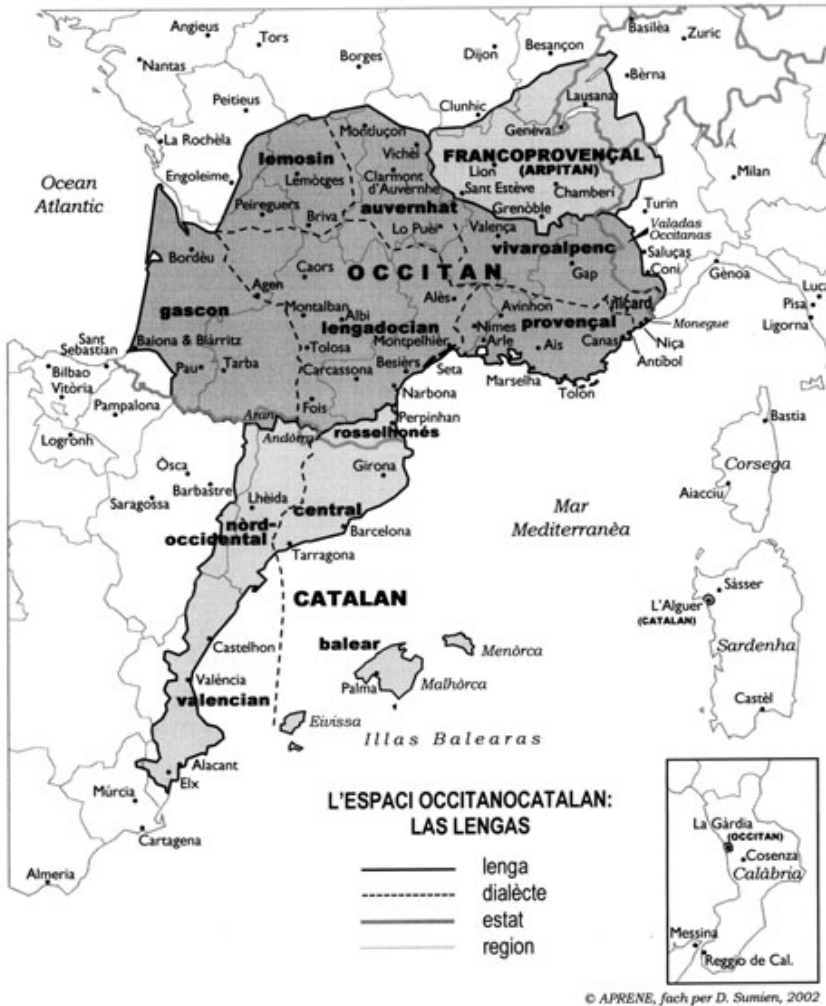 Angieus
Tors
Borges
Dijon
Besançon
Basilèa
Zuric
Nantas
Bèrna
Peitieus
Clunhic
Lausana
Montluçon
Genèva
La Rochèla
Vichèi
lemosin
FRANCOPROVENÇAL
(ARPITAN)
Milan
Ocean
Atlantic
Engoleime
Lemòtges
Clarmont
d'Auvèrnhe
Lion
Chamberí
Sant Estève
Turin
Peireguers
auvernhat
Grenòble
Briva
Lo Puèi
Valença
Valadas
Occitanas
vivaroalpenc
Saluças
Bordèu
OCCITAN
Gap
Coni
Gènoa
Caors
Luca
Agen
Alès
Pisa
gascon
Montalban
Albi
Avinhon
niçard
Ligorna
lengadocian
Nimes
provençal
Monegue
Baiona & Biàrritz
Tolosa
Montpelhièr
Arle
Ais
Canas
Niça
Sant
Sebastian
Antíbol
Bilbao
Pau
Tarba
Carcassona
Besièrs
Seta
Marselha
Tolon
Vitòria
Narbona
Pampalona
Fois
Aran
Perpinhan
Bastia
Logronh
Andòrra
rosselhonés
Corsega
Òsca
Girona
Barbastre
Lhèida
Mar
Mediterranèa
Aiacciu
Saragossa
central
nòrd-
occidental
Barcelona
Tarragona
Sàsser
CATALAN
L'Alguer
(CATALAN)
Castelhon
balear
Menòrca
Sardenha
València
Palma
Malhòrca
valencian
Castèl
Eivissa
Illas Balearas
Alacant
Elx
Múrcia
Cartagena
Almeria
L'ESPACI OCCITANOCATALAN:
LAS LENGAS
lenga
dialècte
estat
region
La Gàrdia
(OCCITAN)
Cosenza
Calàbria
Messina
Reggio de Cal.
© APRENE, fach per D. Sumien, 2002